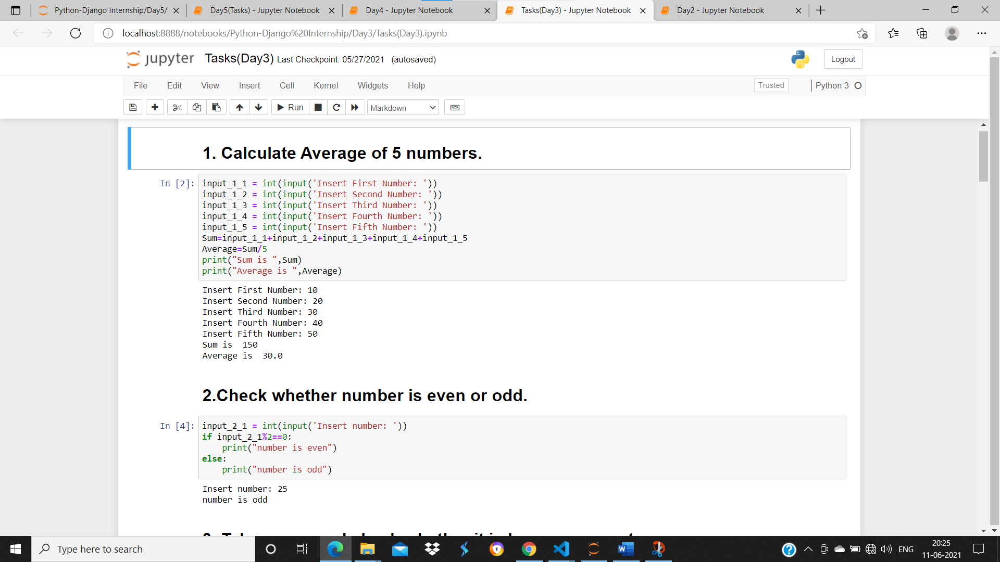 Python-Django Internship/Day5/
Day5(Tasks) - Jupyter Notebook
Day4 - Jupyter Notebook
Tasks(Day3) - Jupyter Notebook
Day2 - Jupyter Notebook
localhost:8888/notebooks/Python-Django%20Internship/Day3/Tasks(Day3).ipynb
jupyter Tasks(Day3) Last Checkpoint: 05/27/2021 (autosaved)
Logout
File Edit View Insert Cell Kernel Widgets Help
Trusted
Python 3
Run
Markdown
1. Calculate Average of 5 numbers.
In [2]:
input_1_1 = int(input('Insert First Number: '))
input_1_2 = int(input('Insert Second Number: '))
input_1_3 = int(input('Insert Third Number: '))
input_1_4 = int(input('Insert Fourth Number: '))
input_1_5 = int(input('Insert Fifth Number: '))
Sum=input_1_1+input_1_2+input_1_3+input_1_4+input_1_5
Average=Sum/5
print("Sum is ",Sum)
print("Average is ",Average)
Insert First Number: 10
Insert Second Number: 20
Insert Third Number: 30
Insert Fourth Number: 40
Insert Fifth Number: 50
Sum is  150
Average is  30.0
2.Check whether number is even or odd.
In [4]:
input_2_1 = int(input('Insert number: '))
if input_2_1%2==0:
    print("number is even")
else:
    print("number is odd")
Insert number: 25
number is odd
Type here to search
ENG
20:25
11-06-2021